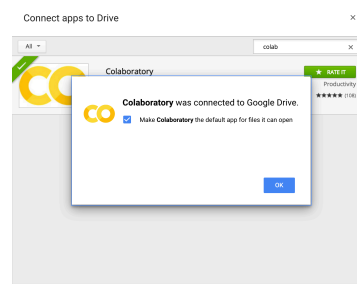 Connect apps to Drive
×
All
colab
×
Colaboratory
★ RATE IT
Productivity
★★★★★ (108)
Colaboratory was connected to Google Drive.
Make Colaboratory the default app for files it can open
OK